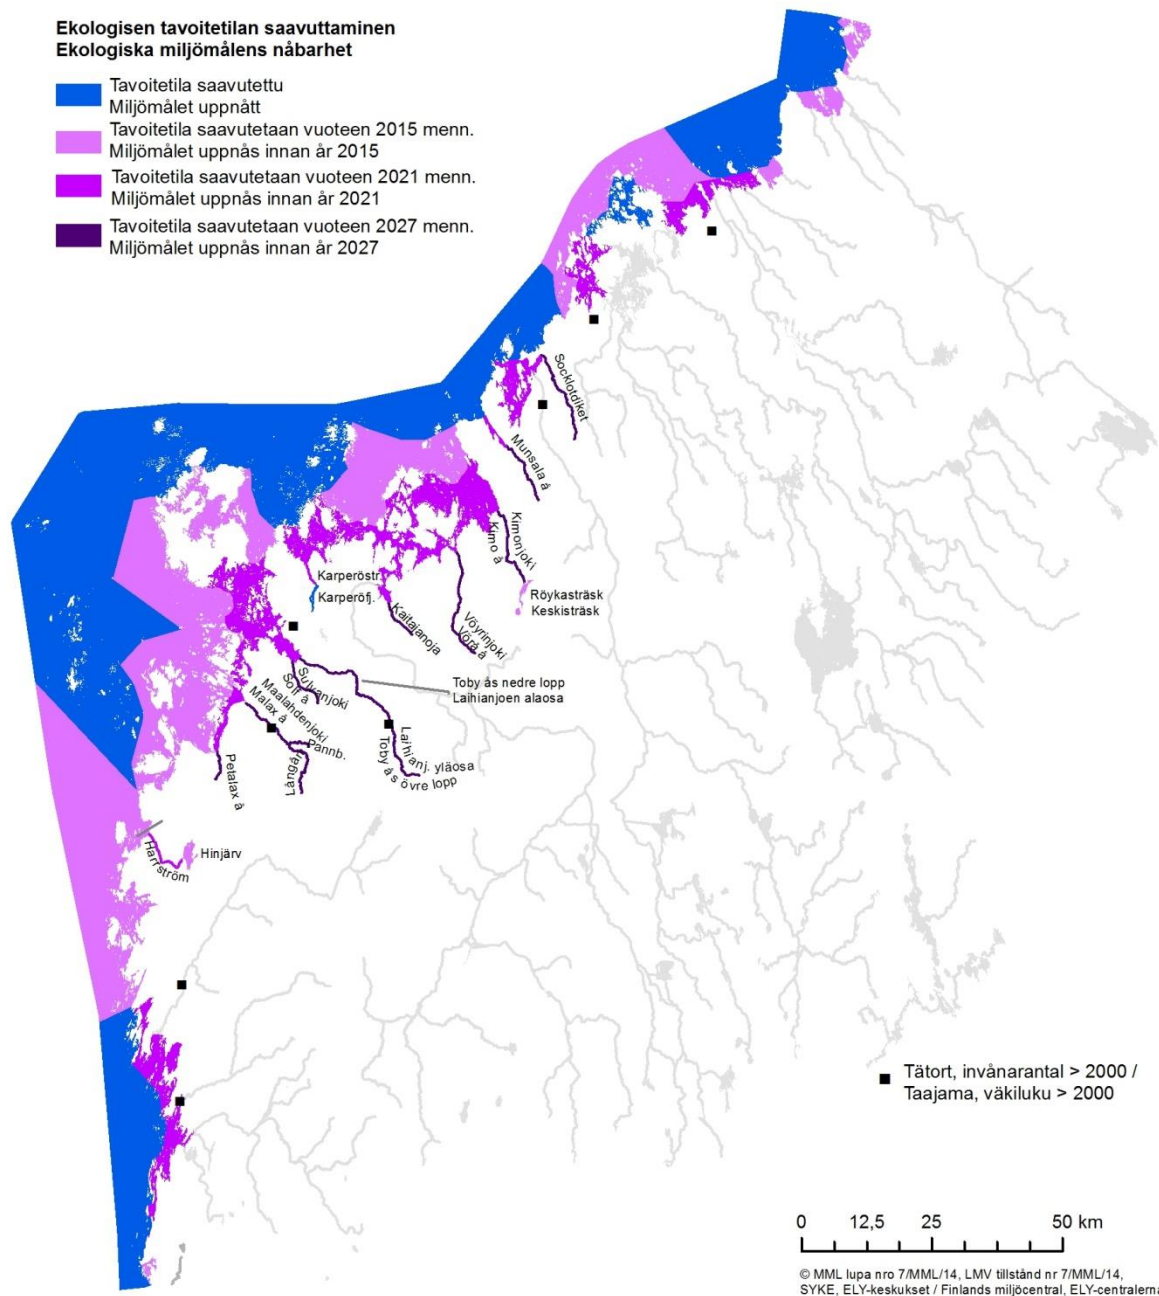 Ekologisen tavoitetilan saavuttaminen
Ekologiska miljömålens nåbarhet
Tavoitetila saavutettu
Miljömålet uppnått
Tavoitetila saavutetaan vuoteen 2015 menn.
Miljömålet uppnås innan år 2015
Tavoitetila saavutetaan vuoteen 2021 menn.
Miljömålet uppnås innan år 2021
Tavoitetila saavutetaan vuoteen 2027 menn.
Miljömålet uppnås innan år 2027
Socklotdiket
Munsala å
Kimonjoki
Kimo å
Karperöstr.
Karperöfj.
Röykasträsk
Keskisträsk
Kaitajanoja
Vöyrinjoki
Vörå å
Toby ås nedre lopp
Laihianjoen alaosa
Sulvanjoki
Solf å
Maalahdenjoki
Malax å
Pannb.
Långåj.
Laihianj. yläosa
Toby ås övre lopp
Petalax å
Harrström
Hinjärv
Tätort, invånarantal > 2000 /
Taajama, väkiluku > 2000
0 12,5 25 50 km
© MML lupa nro 7/MML/14, LMV tillstånd nr 7/MML/14,
SYKE, ELY-keskukset / Finlands miljöcentral, ELY-centralerna